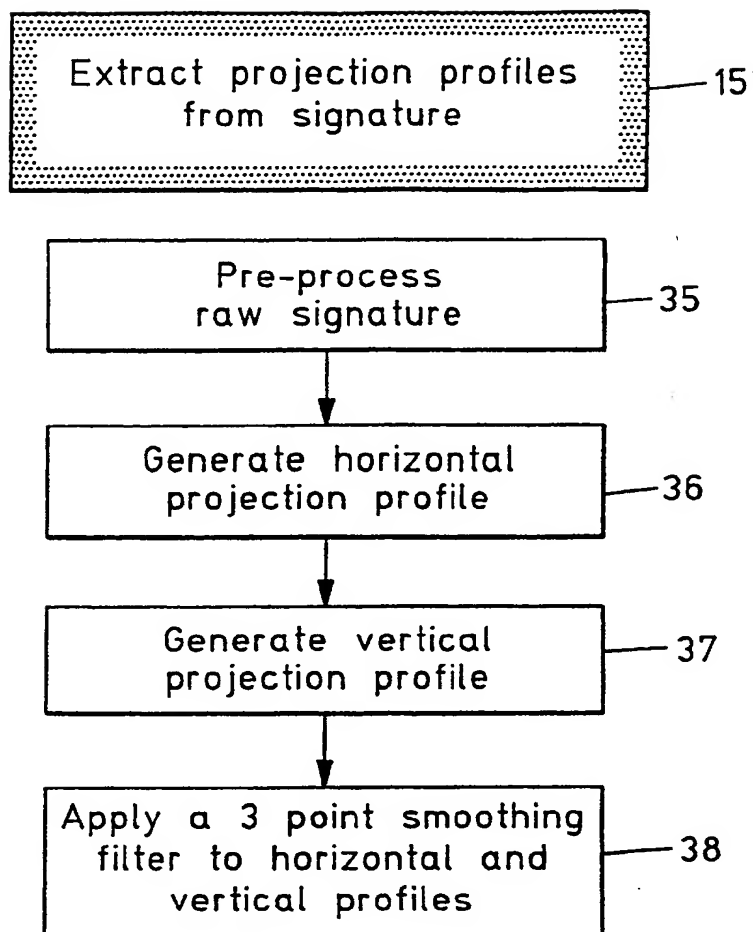 Extract projection profiles
from signature
15
Pre-process
raw signature
35
Generate horizontal
projection profile
36
Generate vertical
projection profile
37
Apply a 3 point smoothing
filter to horizontal and
vertical profiles
38